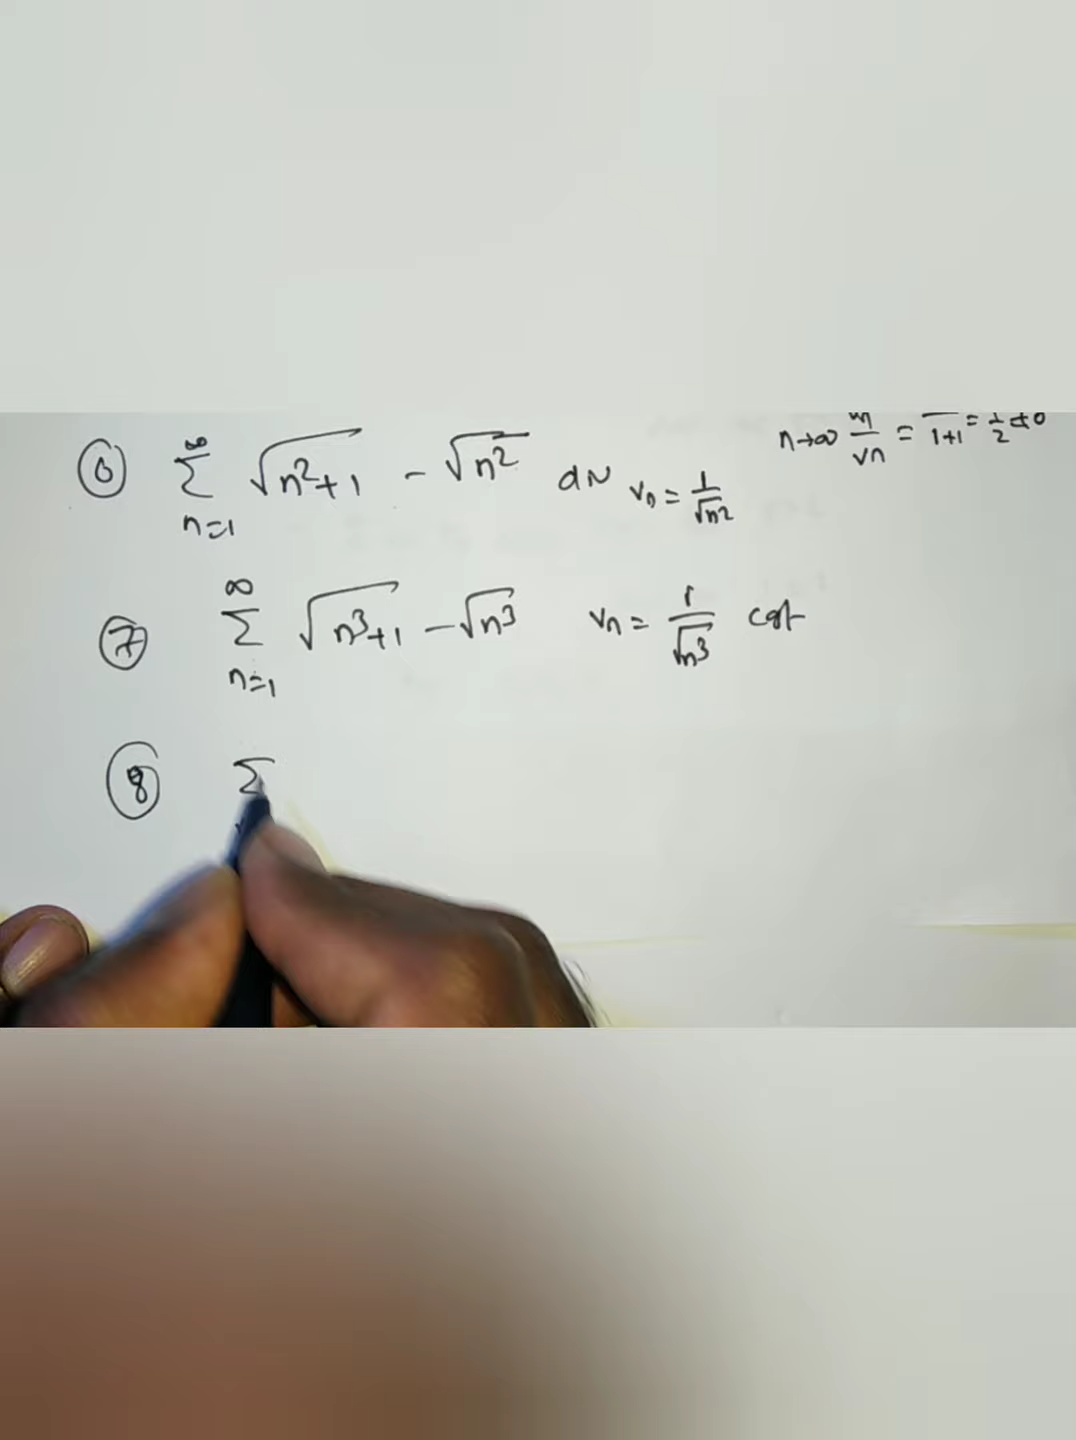 n→∞ un/vn = 1/(1+1) = 1/2 ≠ 0
⑥ ∑_{n=1}^{∞} √(n²+1) - √(n²) dN vn = 1/√(n²)
⑦ ∑_{n=1}^{∞} √(n³+1) - √(n³) vn = 1/√(n³) cgt
⑧ ∑